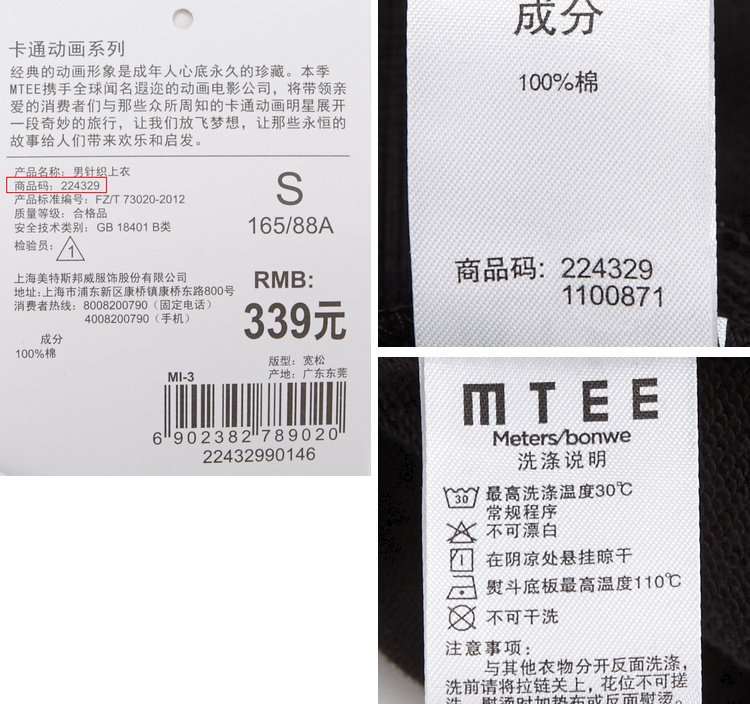 卡通动画系列
经典的动画形象是成年人心底永久的珍藏。本季
MTEE携手全球闻名遐迩的动画电影公司，将带领亲
爱的消费者们与那些众所周知的卡通动画明星展开
一段奇妙的旅行，让我们放飞梦想，让那些永恒的
故事给人们带来欢乐和启发。
产品名称：男针织上衣
商品码：224329
产品标准编号：FZ/T 73020-2012
质量等级：合格品
安全技术类别：GB 18401 B类
检验员：1
S
165/88A
上海美特斯邦威服饰股份有限公司
地址:上海市浦东新区康桥镇康桥东路800号
消费者热线：8008200790（固定电话）
4008200790（手机）
成分
100%棉
RMB:
339元
版型：宽松
产地：广东东莞
MI-3
6 902382 789020
22432990146
成分
100%棉
商品码: 224329
1100871
MTEE
Meters/bonwe
洗涤说明
30 最高洗涤温度30℃
常规程序
不可漂白
在阴凉处悬挂晾干
熨斗底板最高温度110℃
不可干洗
注意事项：
与其他衣物分开反面洗涤，
洗前请将拉链关上，花位不可搓
洗，熨烫时加垫布或反面熨烫。